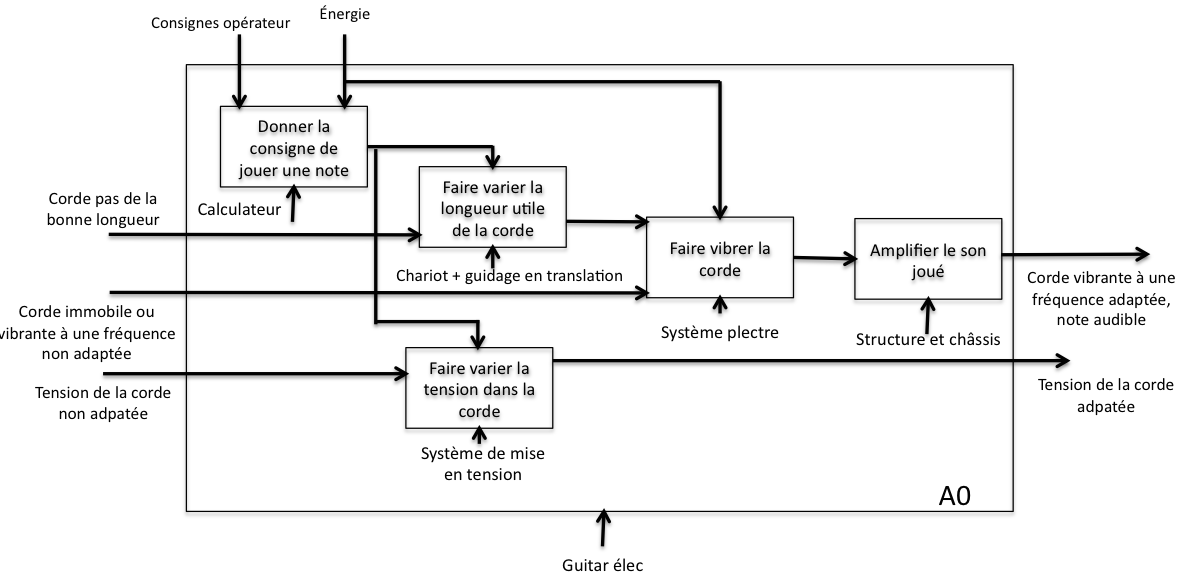 Énergie
Consignes opérateur
Donner la
consigne de
jouer une note
Calculateur
Corde pas de la
bonne longueur
Faire varier la
longueur utile
de la corde
Chariot + guidage en translation
Faire vibrer la
corde
Système plectre
Amplifier le son
joué
Structure et châssis
Corde vibrante à une
fréquence adaptée,
note audible
Corde immobile ou
vibrante à une fréquence
non adaptée
Tension de la corde
non adpatée
Faire varier la
tension dans la
corde
Système de mise
en tension
Tension de la corde
adpatée
A0
Guitar élec